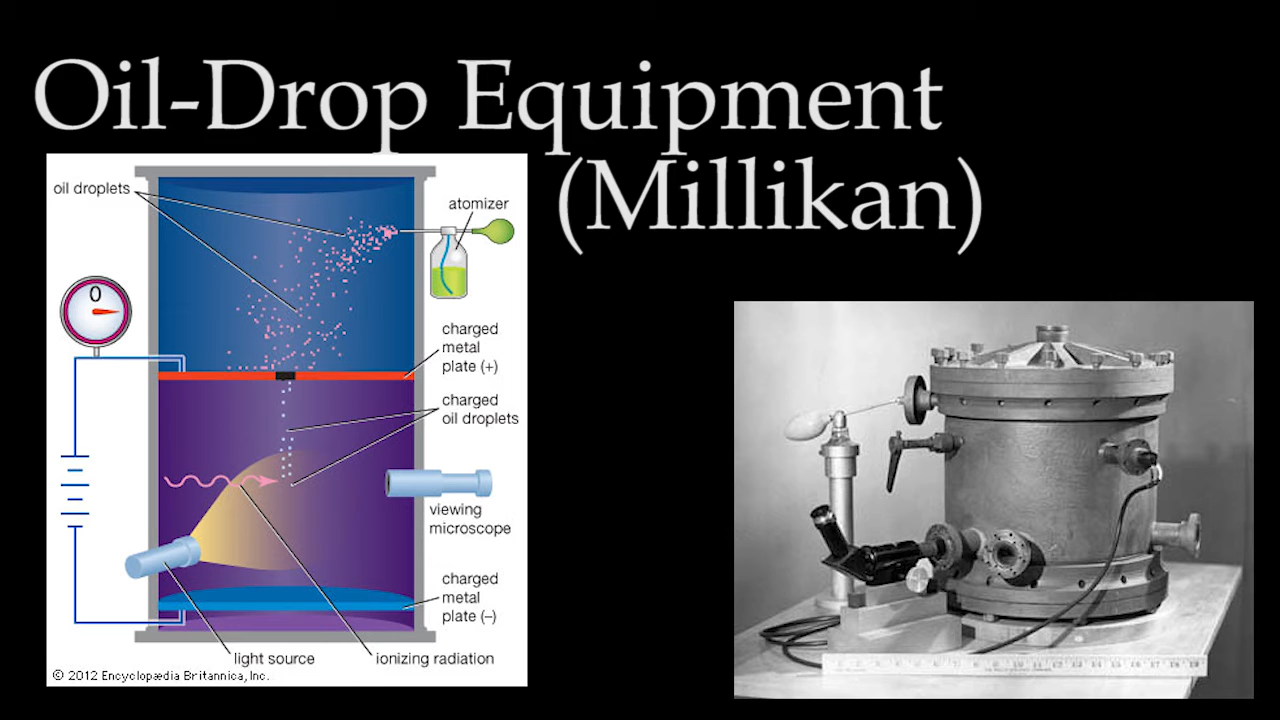 Oil-Drop Equipment
(Millikan)
oil droplets
atomizer
0
charged
metal
plate (+)
charged
oil droplets
viewing
microscope
charged
metal
plate (–)
light source
ionizing radiation
© 2012 Encyclopædia Britannica, Inc.